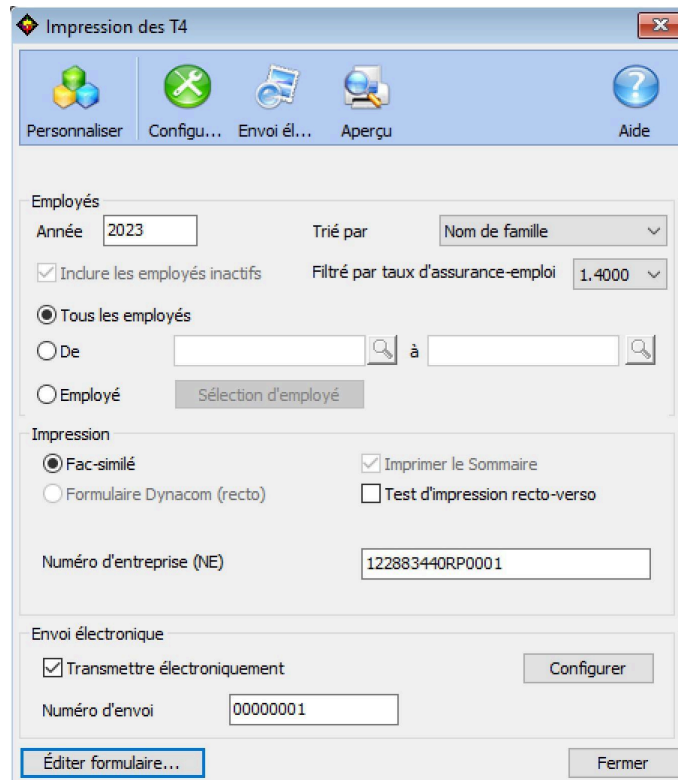 Impression des T4
Personnaliser Configu... Envoi él... Aperçu Aide
Employés
Année 2023 Trié par Nom de famille
Inclure les employés inactifs Filtré par taux d'assurance-emploi 1.4000
Tous les employés
De à
Employé Sélection d'employé
Impression
Fac-similé Imprimer le Sommaire
Formulaire Dynacom (recto) Test d'impression recto-verso
Numéro d'entreprise (NE) 122883440RP0001
Envoi électronique
Transmettre électroniquement Configurer
Numéro d'envoi 00000001
Éditer formulaire... Fermer